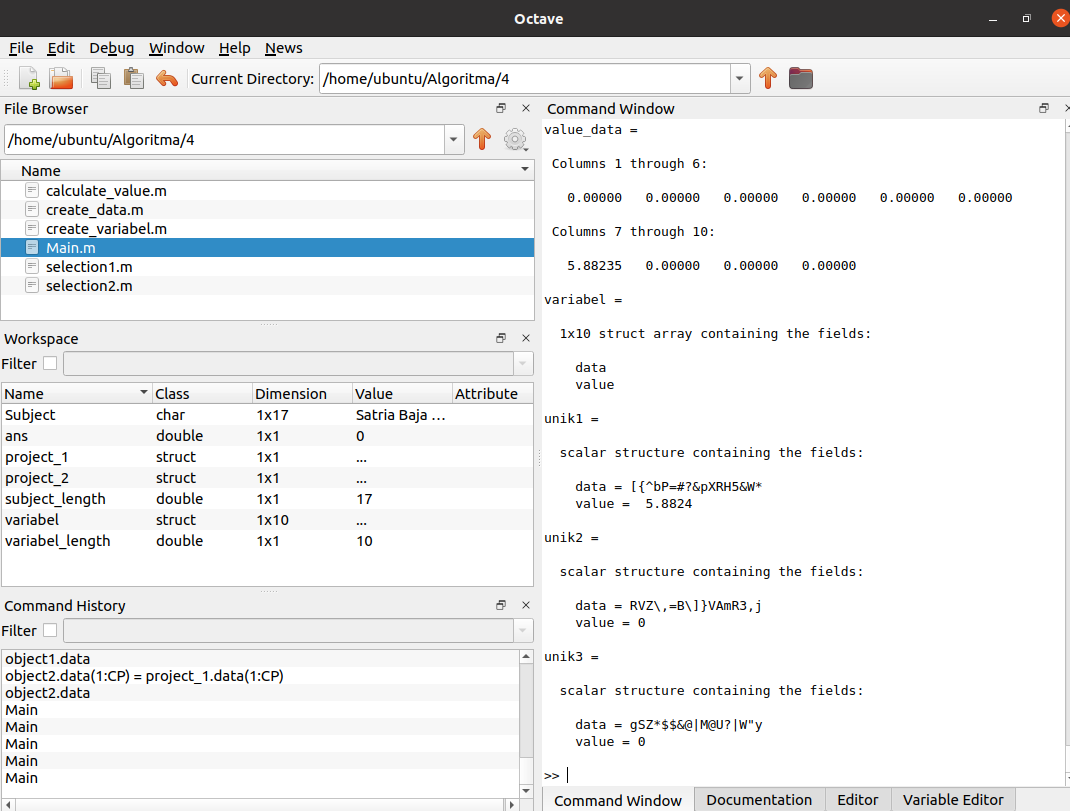 Octave
File Edit Debug Window Help News
Current Directory: /home/ubuntu/Algoritma/4
File Browser
/home/ubuntu/Algoritma/4
Name
calculate_value.m
create_data.m
create_variabel.m
Main.m
selection1.m
selection2.m
Workspace
Filter
Name Class Dimension Value Attribute
Subject char 1x17 Satria Baja ...
ans double 1x1 0
project_1 struct 1x1 ...
project_2 struct 1x1 ...
subject_length double 1x1 17
variabel struct 1x10 ...
variabel_length double 1x1 10
Command History
Filter
object1.data
object2.data(1:CP) = project_1.data(1:CP)
object2.data
Main
Main
Main
Main
Main
Command Window
value_data =
Columns 1 through 6:
0.00000 0.00000 0.00000 0.00000 0.00000 0.00000
Columns 7 through 10:
5.88235 0.00000 0.00000 0.00000
variabel =
1x10 struct array containing the fields:
data
value
unik1 =
scalar structure containing the fields:
data = [{^bP=#?&pXRH5&W*
value = 5.8824
unik2 =
scalar structure containing the fields:
data = RVZ\,=B\]}VAmR3,j
value = 0
unik3 =
scalar structure containing the fields:
data = gSZ*$$&@|M@U?|W"y
value = 0
>>
Command Window Documentation Editor Variable Editor